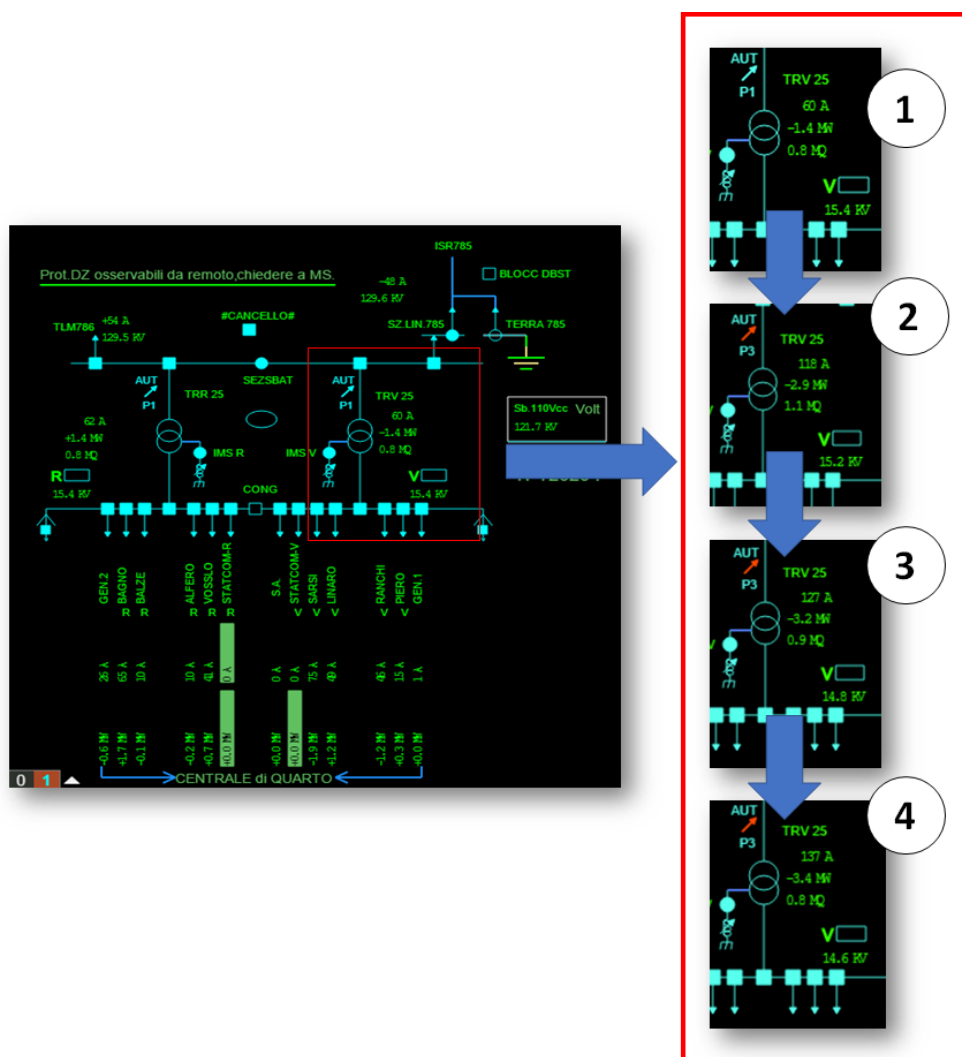 ISR785
Prot.DZ osservabili da remoto,chiedere a MS.
BLOCC DBST
-48 A
129.6 KV
#CANCELLO#
+54 A
TLM786
129.5 KV
SZ.LIN.785
TERRA 785
SEZSBAT
AUT
P1
TRR 25
62 A
+1.4 MW
0.8 MQ
IMS R
R
15.4 KV
AUT
P1
TRV 25
60 A
-1.4 MW
0.8 MQ
IMS V
V
15.4 KV
Sb.110Vcc Volt
121.7 KV
CONG
GEN.2
BAGNO R
BALZE R
ALFERO R
VOSSLO R
STATCOM-R R
S.A.
STATCOM-V V
SARSI V
LINARO V
RANCHI V
PIERO V
GEN.1
26 A
65 A
10 A
10 A
41 A
0 A
0 A
0 A
75 A
49 A
46 A
15 A
1 A
-0.6 MW
+1.7 MW
-0.1 MW
-0.2 MW
+0.7 MW
+0.0 MW
+0.0 MW
+0.0 MW
-1.9 MW
+1.2 MW
-1.2 MW
+0.3 MW
+0.0 MW
CENTRALE di QUARTO
0 1
1
AUT
P1
TRV 25
60 A
-1.4 MW
0.8 MQ
V
15.4 KV
2
AUT
P3
TRV 25
118 A
-2.9 MW
1.1 MQ
V
15.2 KV
3
AUT
P3
TRV 25
127 A
-3.2 MW
0.9 MQ
V
14.8 KV
4
AUT
P3
TRV 25
137 A
-3.4 MW
0.8 MQ
V
14.6 KV